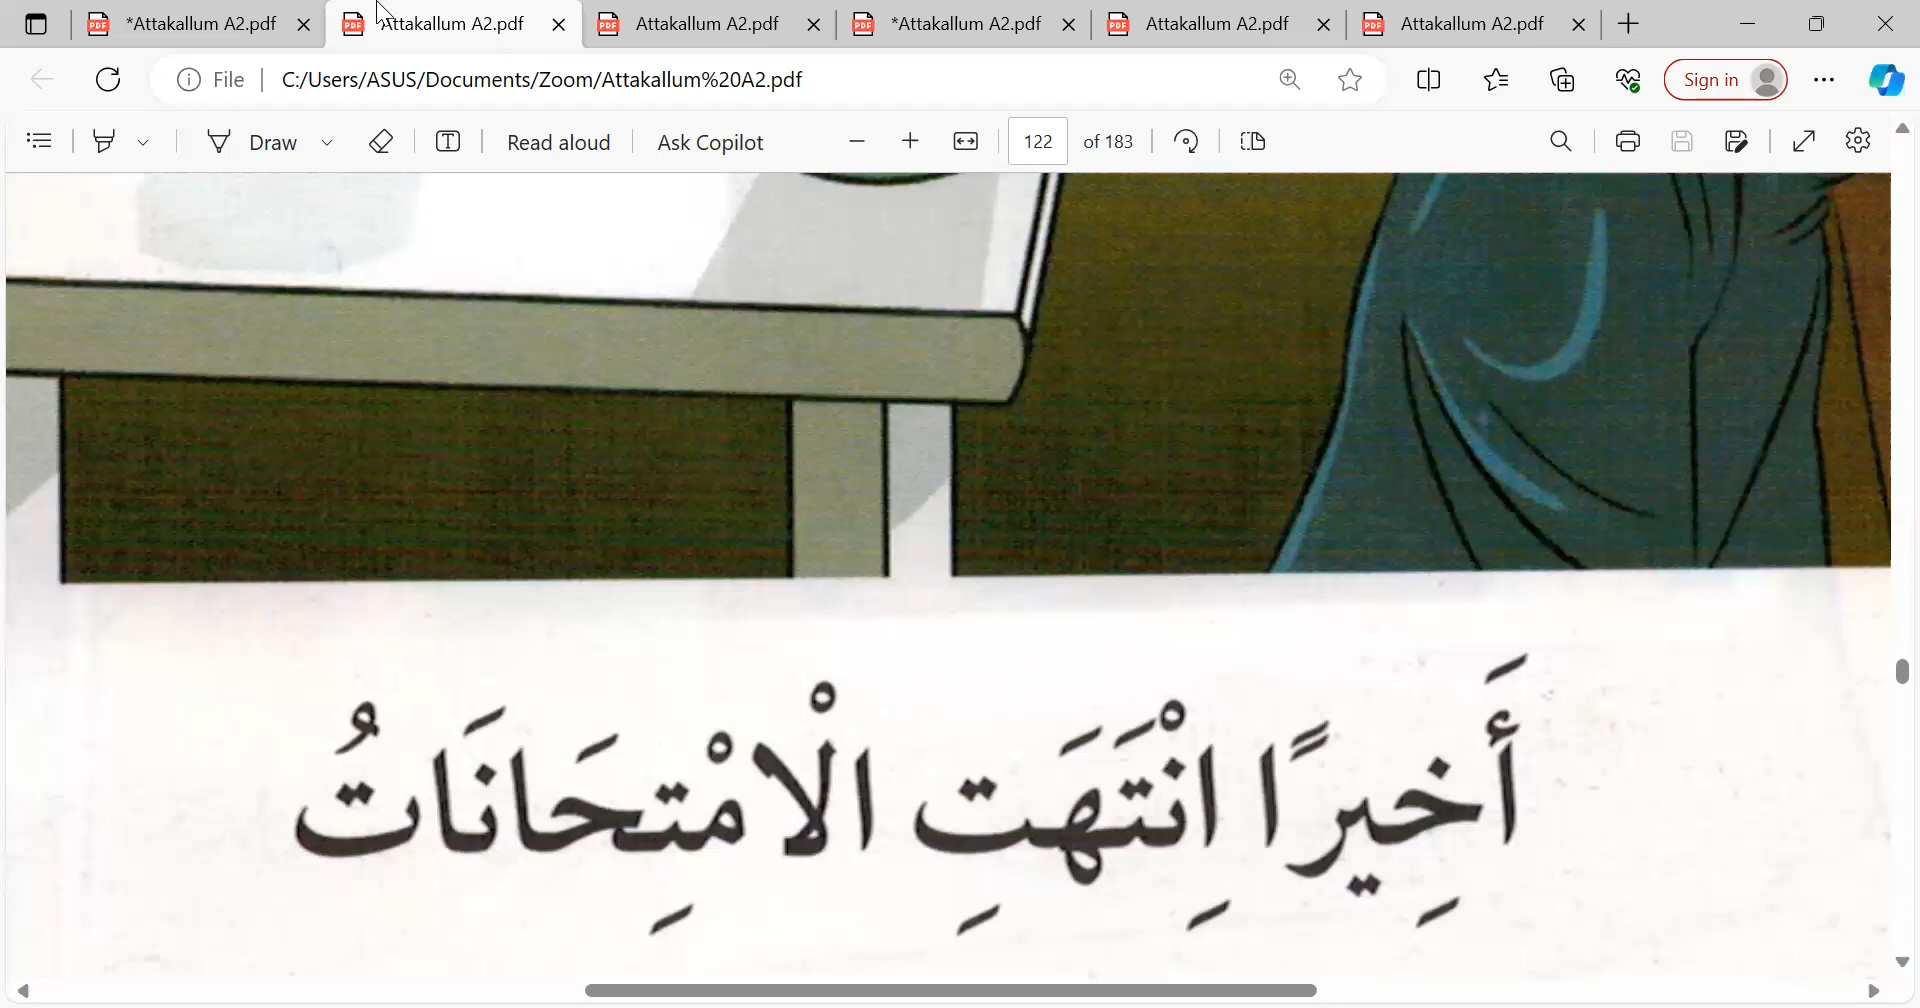 *Attakallum A2.pdf Attakallum A2.pdf Attakallum A2.pdf *Attakallum A2.pdf Attakallum A2.pdf Attakallum A2.pdf
File C:/Users/ASUS/Documents/Zoom/Attakallum%20A2.pdf Sign in
Draw Read aloud Ask Copilot 122 of 183
أَخِيرًا اِنْتَهَتِ الْامْتِحَانَاتُ